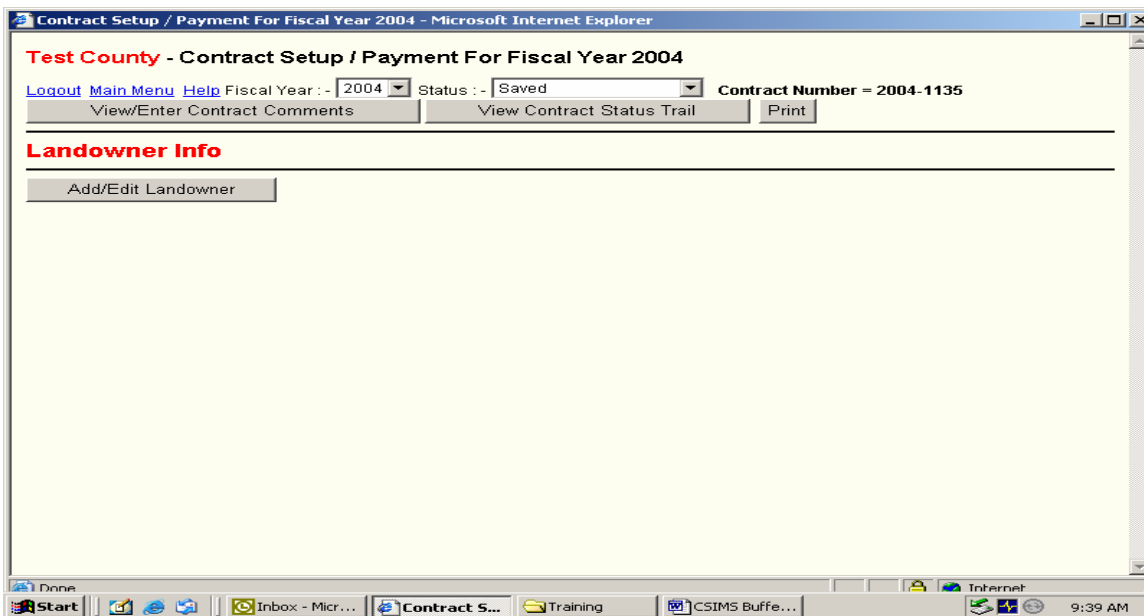 Contract Setup / Payment For Fiscal Year 2004 - Microsoft Internet Explorer
Test County - Contract Setup / Payment For Fiscal Year 2004
Logout Main Menu Help Fiscal Year : - 2004 Status : - Saved Contract Number = 2004-1135
View/Enter Contract Comments View Contract Status Trail Print
Landowner Info
Add/Edit Landowner
Done Internet
Start Inbox - Micr... Contract S... Training CSIMS Buffe... 9:39 AM